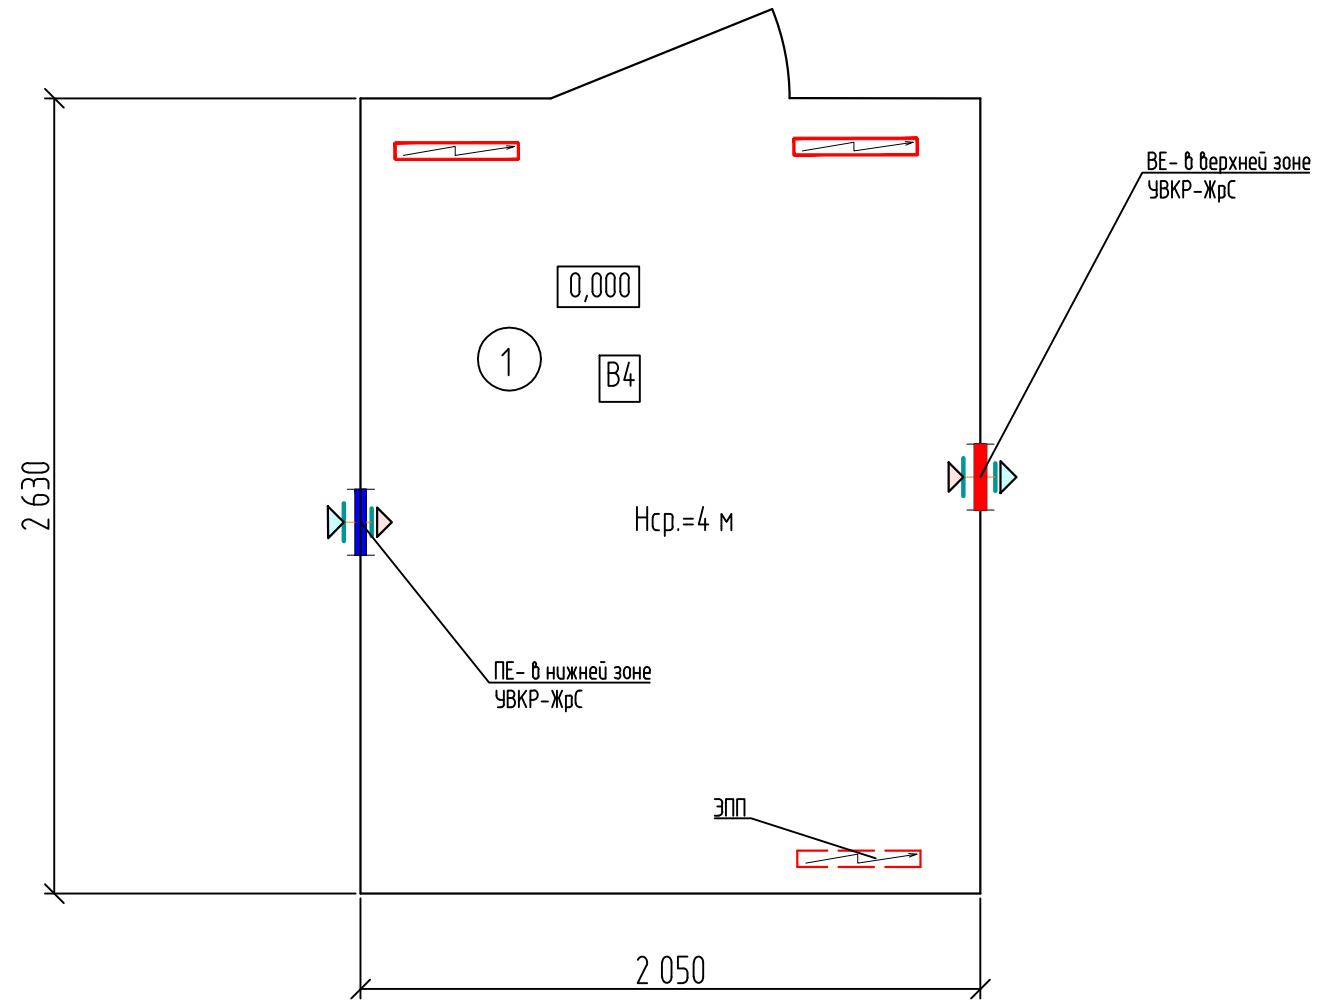 ВЕ- в верхней зоне
УВКР-ЖрС
0,000
1
В4
2 630
Нср.=4 м
ПЕ- в нижней зоне
УВКР-ЖрС
ЭПП
2 050